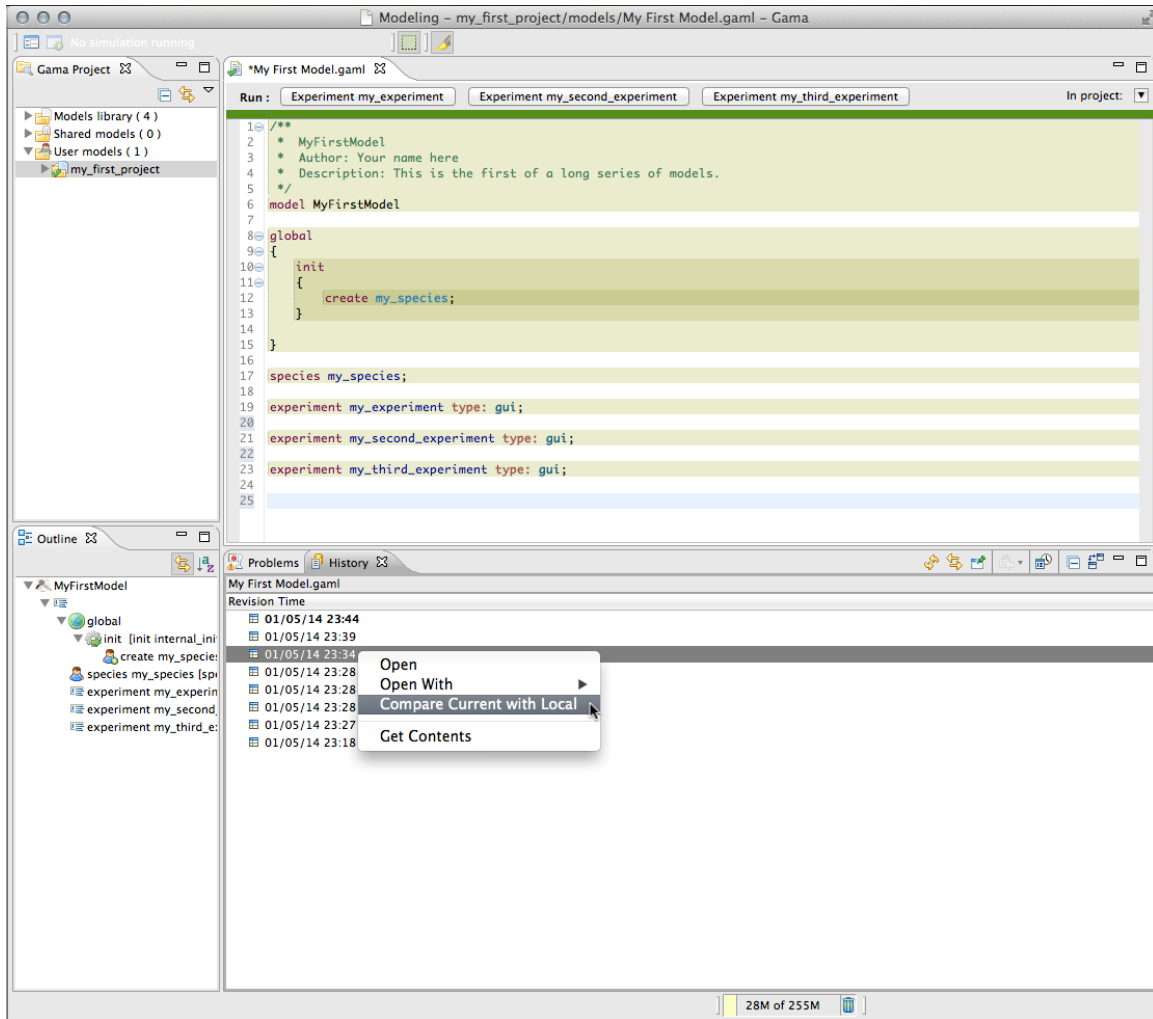 Modeling – my_first_project/models/My First Model.gaml – Gama
No simulation running
Gama Project
Models library ( 4 )
Shared models ( 0 )
User models ( 1 )
my_first_project
*My First Model.gaml
Run : Experiment my_experiment Experiment my_second_experiment Experiment my_third_experiment In project:
1 /**
2 * MyFirstModel
3 * Author: Your name here
4 * Description: This is the first of a long series of models.
5 */
6 model MyFirstModel
7
8 global
9 {
10 init
11 {
12 create my_species;
13 }
14
15 }
16
17 species my_species;
18
19 experiment my_experiment type: gui;
20
21 experiment my_second_experiment type: gui;
22
23 experiment my_third_experiment type: gui;
24
25
Outline
MyFirstModel
global
init [init internal_ini
create my_specie
species my_species [spe
experiment my_experin
experiment my_second_
experiment my_third_e
Problems History
My First Model.gaml
Revision Time
01/05/14 23:44
01/05/14 23:39
01/05/14 23:34
01/05/14 23:28
01/05/14 23:28
01/05/14 23:28
01/05/14 23:27
01/05/14 23:18
Open
Open With
Compare Current with Local
Get Contents
28M of 255M